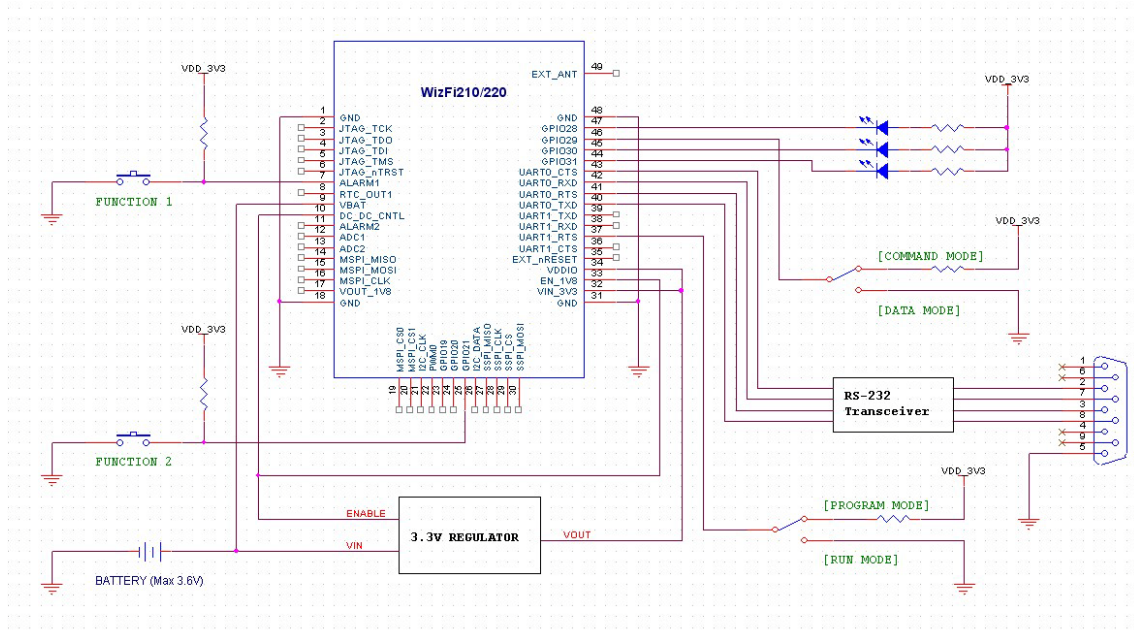 VDD_3V3
FUNCTION 1
VDD_3V3
FUNCTION 2
BATTERY (Max 3.6V)
WizFi210/220
1 GND
2 JTAG_TCK
3 JTAG_TDO
4 JTAG_TDI
5 JTAG_TMS
6 JTAG_nTRST
7 ALARM1
8 RTC_OUT1
9 VBAT
10 DC_DC_CNTL
11 ALARM2
12 ADC1
13 ADC2
14 MSPI_MISO
15 MSPI_MOSI
16 MSPI_CLK
17 VOUT_1V8
18 GND
19 MSPI_CS0
20 MSPI_CS1
21 I2C_CLK
22 PWM0
23 GPIO19
24 GPIO20
25 GPIO21
26 I2C_DATA
27 SSPI_MISO
28 SSPI_CLK
29 SSPI_CS
30 SSPI_MOSI
EXT_ANT 49
GND 48
GPIO28 47
GPIO29 46
GPIO30 45
GPIO31 44
UART0_CTS 43
UART0_RXD 42
UART0_RTS 41
UART0_TXD 40
UART1_TXD 39
UART1_RXD 38
UART1_RTS 37
UART1_CTS 36
EXT_nRESET 35
VDDIO 34
EN_1V8 33
VIN_3V3 32
GND 31
ENABLE
VIN
3.3V REGULATOR
VOUT
VDD_3V3
VDD_3V3
[COMMAND MODE]
[DATA MODE]
RS-232
Transceiver
1
6
2
7
3
8
4
9
5
VDD_3V3
[PROGRAM MODE]
[RUN MODE]